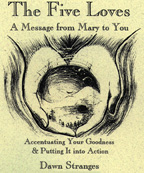 The Five Loves
A Message from Mary to You
Accentuating Your Goodness
& Putting It into Action
Dawn Stranges